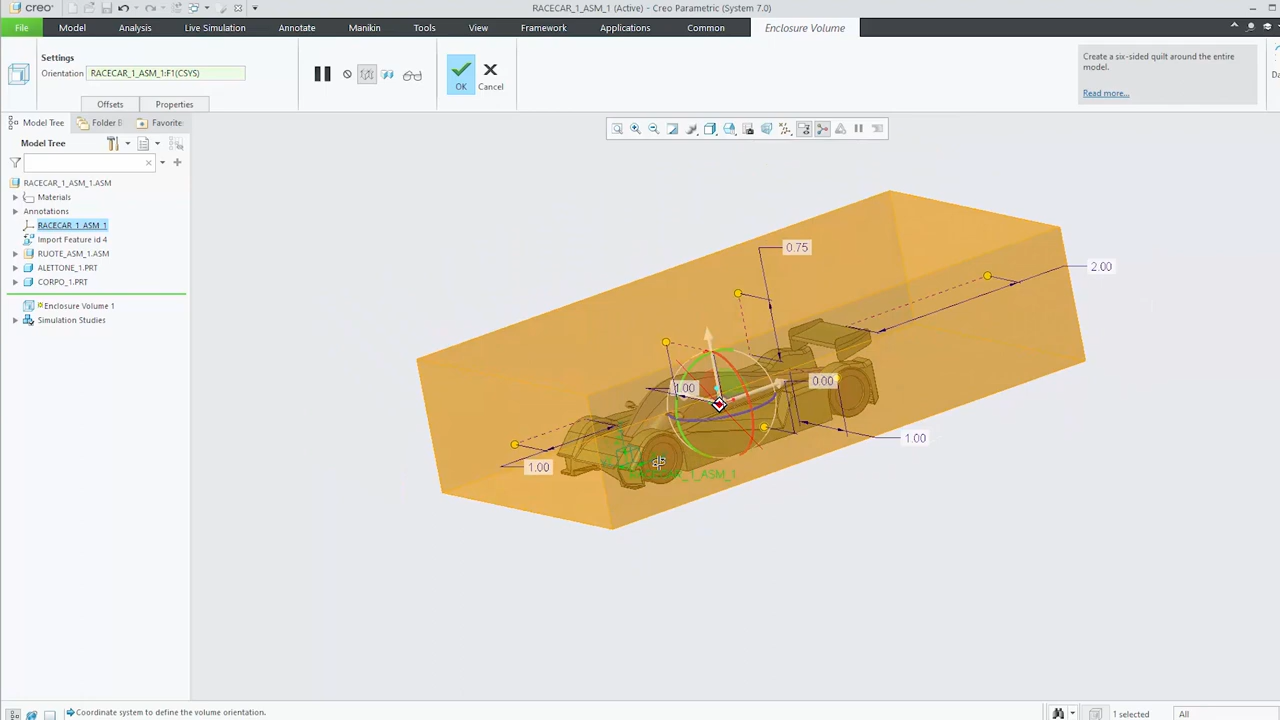 creo®
RACECAR_1_ASM_1 (Active) - Creo Parametric (System 7.0)
File
Model
Analysis
Live Simulation
Annotate
Manikin
Tools
View
Framework
Applications
Common
Enclosure Volume
Settings
Orientation
RACECAR_1_ASM_1:F1(CSYS)
OK
Cancel
Offsets
Properties
Create a six-sided quilt around the entire
model.
Read more...
Model Tree
Folder B
Favorite
Model Tree
RACECAR_1_ASM_1.ASM
Materials
Annotations
RACECAR_1_ASM_1
Import Feature id 4
RUOTE_ASM_1.ASM
ALETTONE_1.PRT
CORPO_1.PRT
Enclosure Volume 1
Simulation Studies
0.75
2.00
1.00
0.00
1.00
1.00
RACECAR_1_ASM_1
Coordinate system to define the volume orientation.
1 selected
All